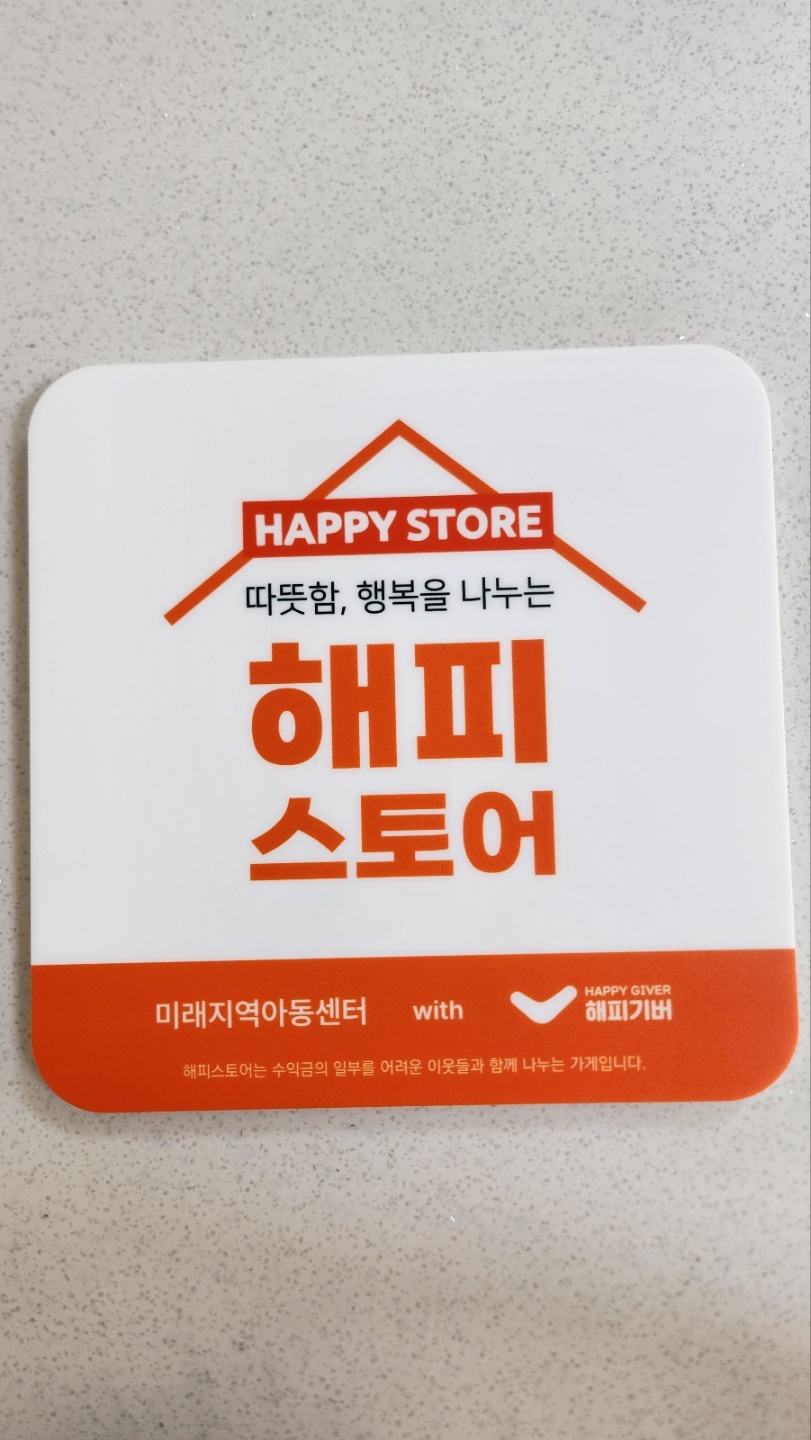 HAPPY STORE
따뜻함, 행복을 나누는
해피
스토어
미래지역아동센터 with HAPPY GIVER 해피기버
해피스토어는 수익금의 일부를 어려운 이웃들과 함께 나누는 가게입니다.